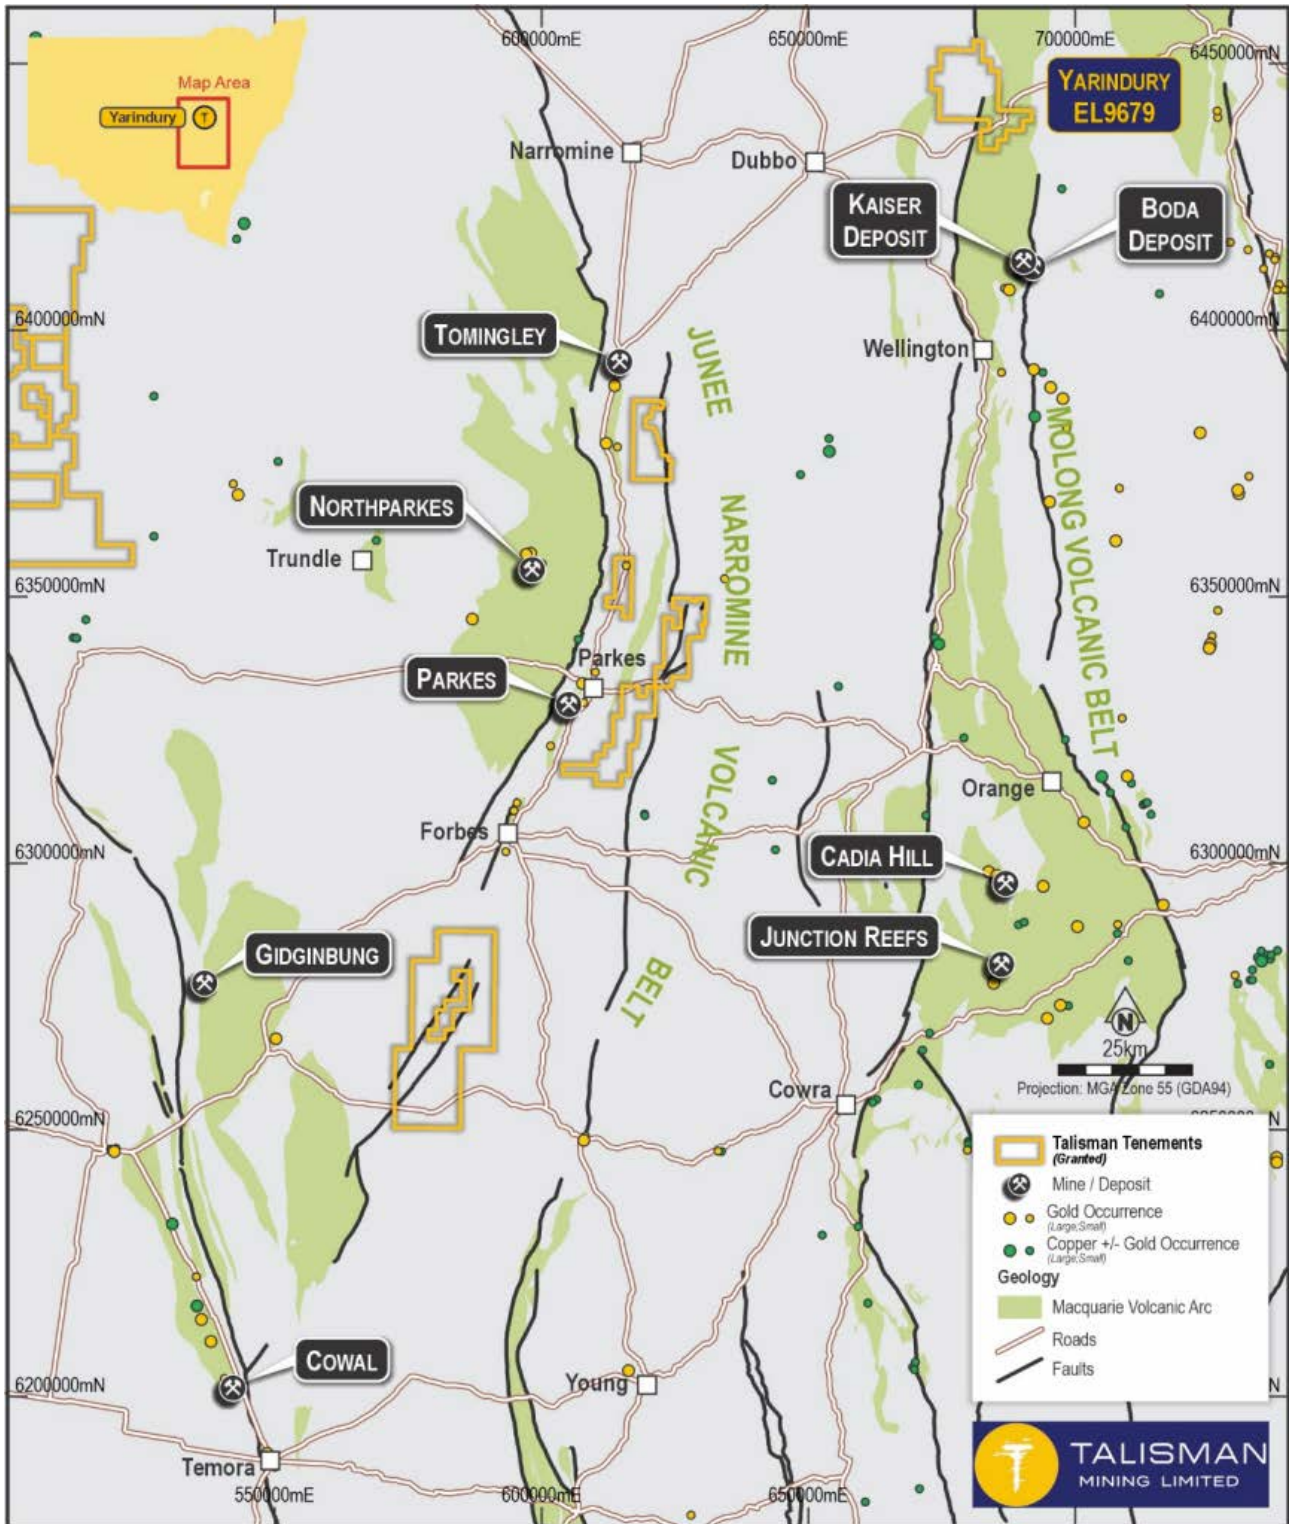 600000mE
650000mE
700000mE
6450000mN
Map Area
Yarindury
T
YARINDURY
EL9679
Narromine
Dubbo
KAISER
DEPOSIT
BODA
DEPOSIT
6400000mN
6400000mN
TOMINGLEY
JUNEE
Wellington
MOLONG VOLCANIC BELT
NORTHPARKES
NARROMINE
Trundle
6350000mN
6350000mN
Parkes
PARKES
VOLCANIC
Orange
Forbes
6300000mN
6300000mN
CADIA HILL
JUNCTION REEFS
GIDGINBUNG
BELT
N
25km
Projection: MGA Zone 55 (GDA94)
Cowra
6250000mN
Talisman Tenements
(Granted)
Mine / Deposit
Gold Occurrence
(Large;Small)
Copper +/- Gold Occurrence
(Large;Small)
Geology
Macquarie Volcanic Arc
Roads
Faults
COWAL
6200000mN
N
Young
Temora
550000mE
600000mE
650000mE
TALISMAN
MINING LIMITED